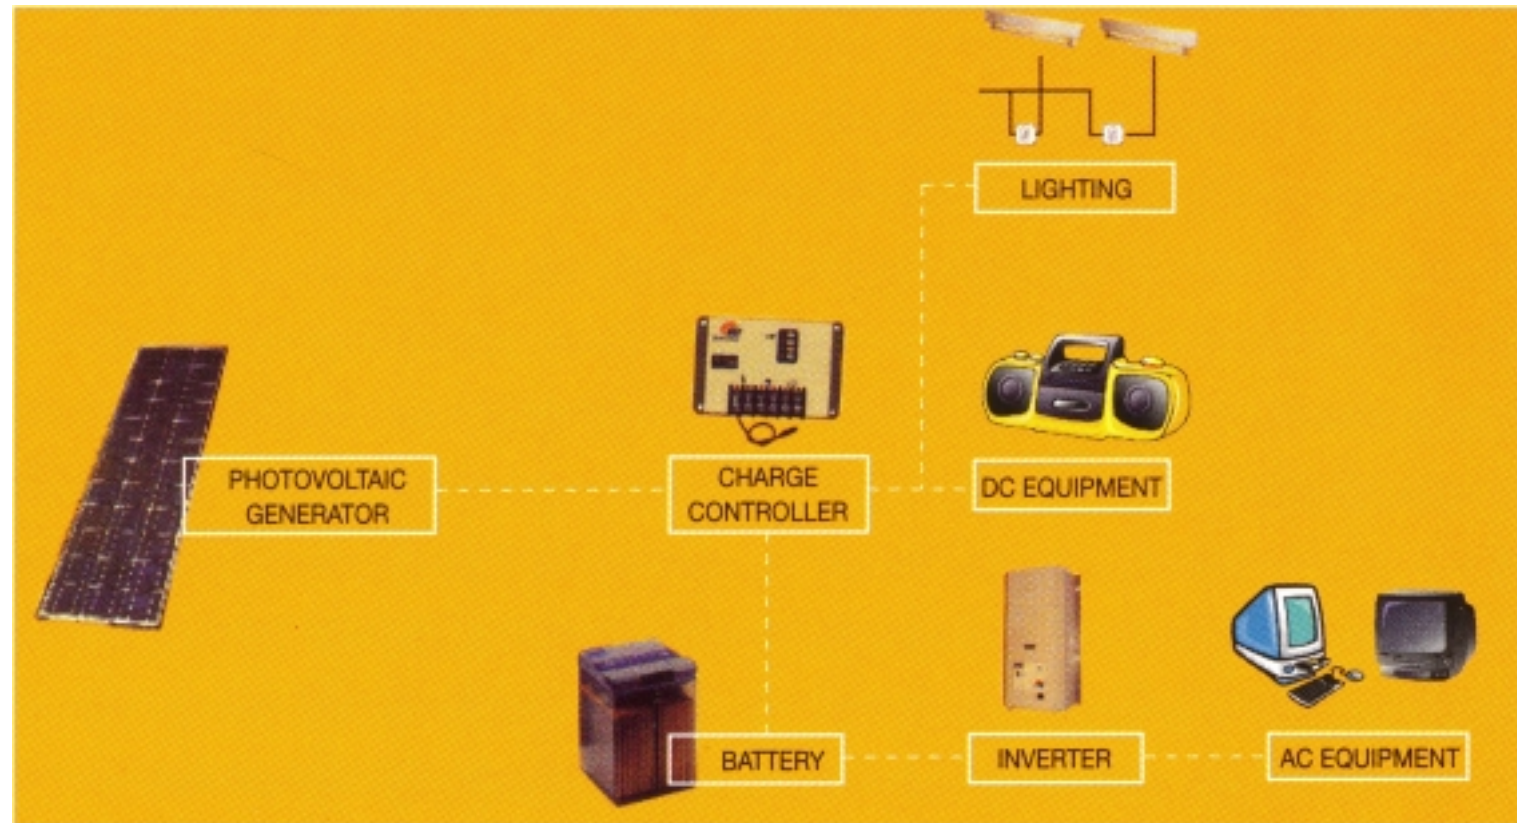 LIGHTING
PHOTOVOLTAIC
GENERATOR
CHARGE
CONTROLLER
DC EQUIPMENT
BATTERY
INVERTER
AC EQUIPMENT